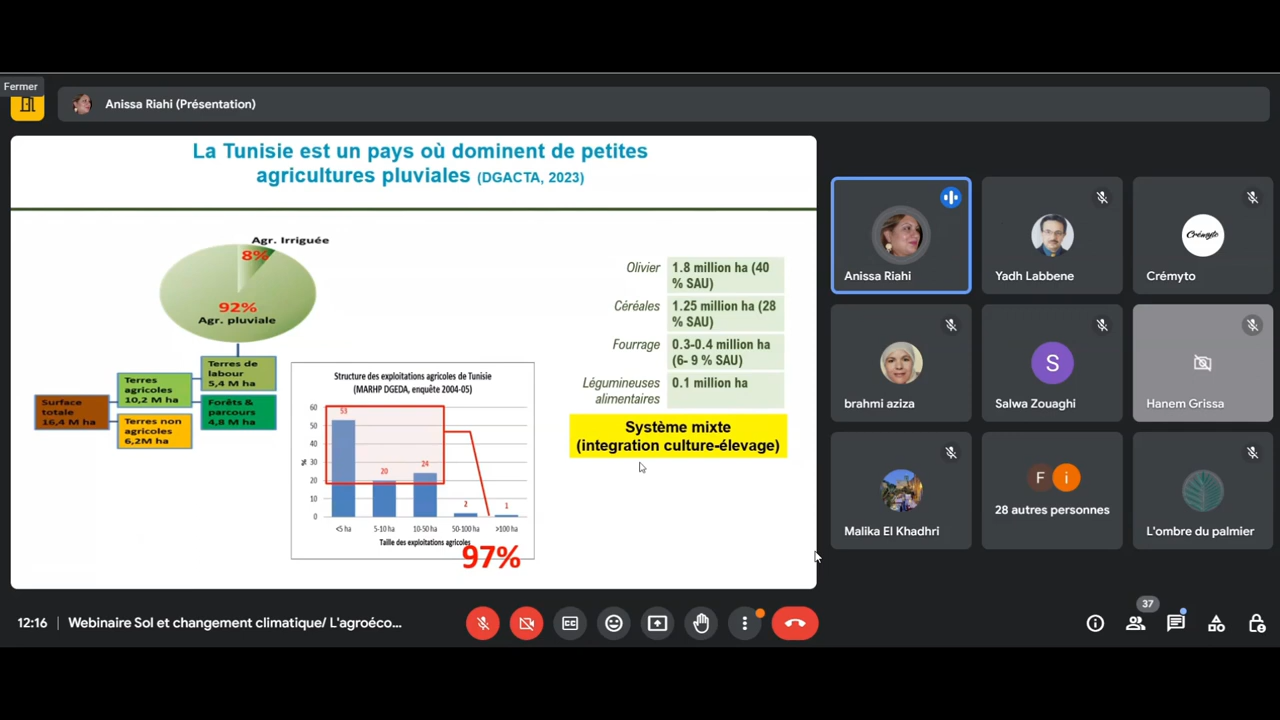 Fermer
Anissa Riahi (Présentation)
La Tunisie est un pays où dominent de petites
agricultures pluviales (DGACTA, 2023)
Agr. Irriguée
8%
92%
Agr. pluviale
Terres de
labour
5,4 M ha
Terres
agricoles
10,2 M ha
Surface
totale
16,4 M ha
Forêts &
parcours
4,8 M ha
Terres non
agricoles
6,2M ha
Structure des exploitations agricoles de Tunisie
(MARHP DGEDA, enquête 2004-05)
%
60
50
40
30
20
10
0
53
20
24
2
1
<5 ha
5-10 ha
10-50 ha
50-100 ha
>100 ha
Taille des exploitations agricoles
97%
Olivier
1.8 million ha (40
% SAU)
Céréales
1.25 million ha (28
% SAU)
Fourrage
0.3-0.4 million ha
(6- 9 % SAU)
Légumineuses
alimentaires
0.1 million ha
Système mixte
(integration culture-élevage)
Anissa Riahi
Yadh Labbene
Crémyto
Crémyto
brahmi aziza
S
Salwa Zouaghi
Hanem Grissa
Malika El Khadhri
F
i
28 autres personnes
L'ombre du palmier
12:16
Webinaire Sol et changement climatique/ L'agroéco...
CC
37